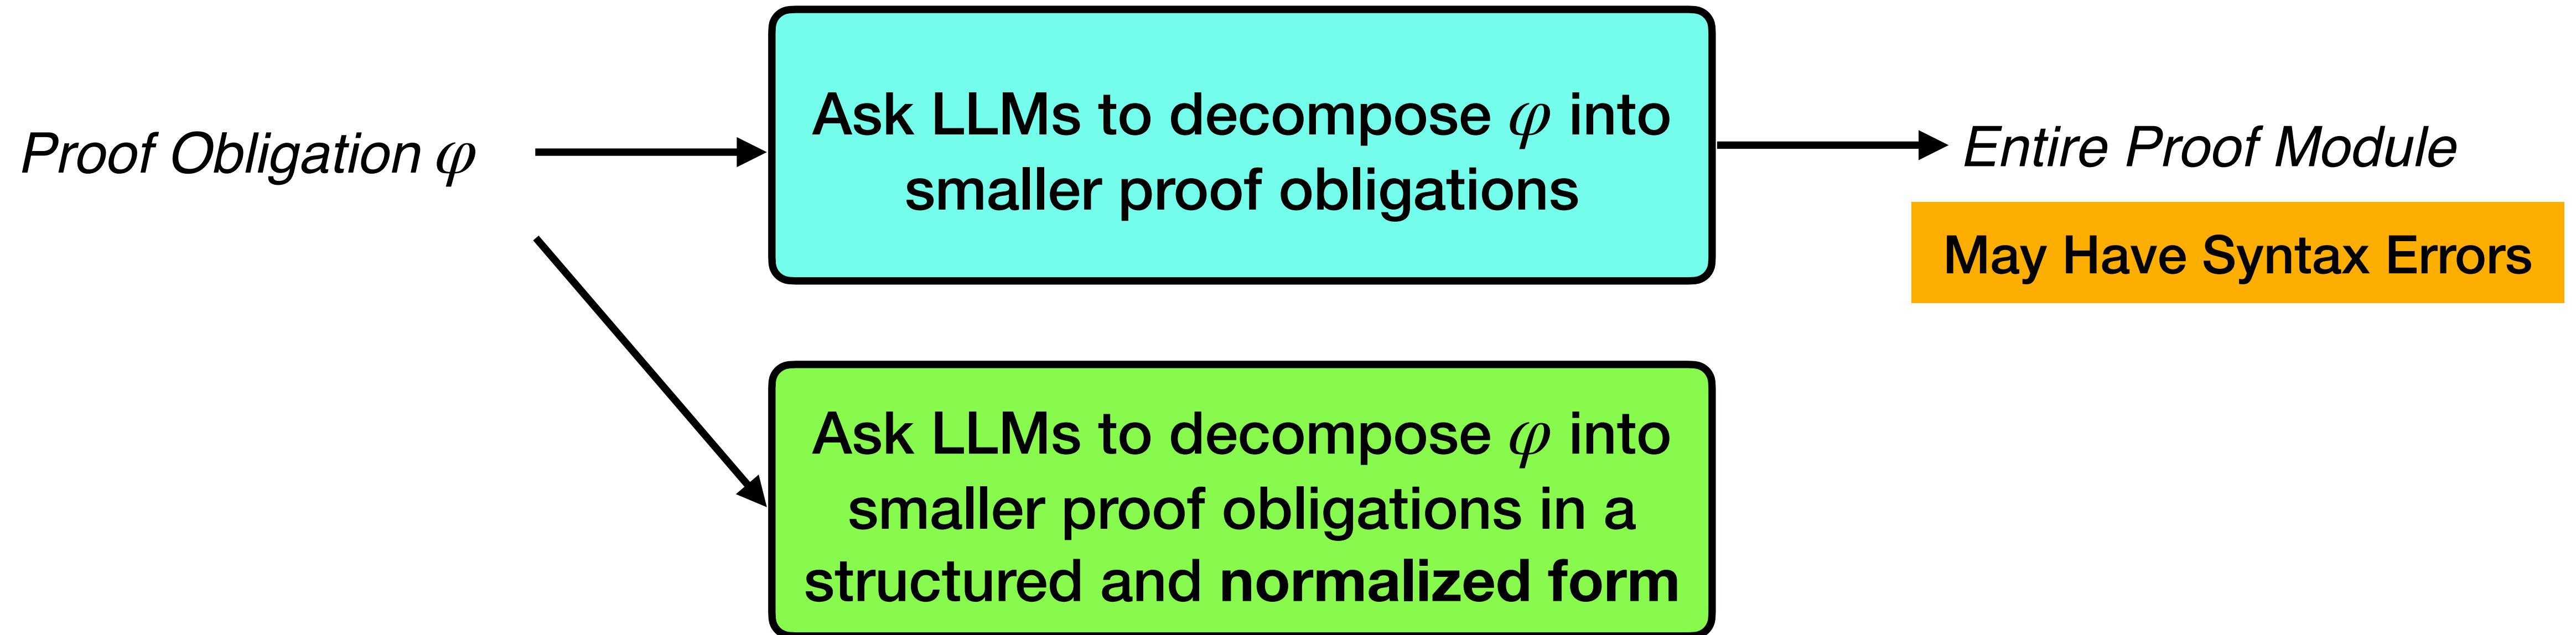 Proof Obligation φ
Ask LLMs to decompose φ into
smaller proof obligations
Entire Proof Module
May Have Syntax Errors
Ask LLMs to decompose φ into
smaller proof obligations in a
structured and normalized form